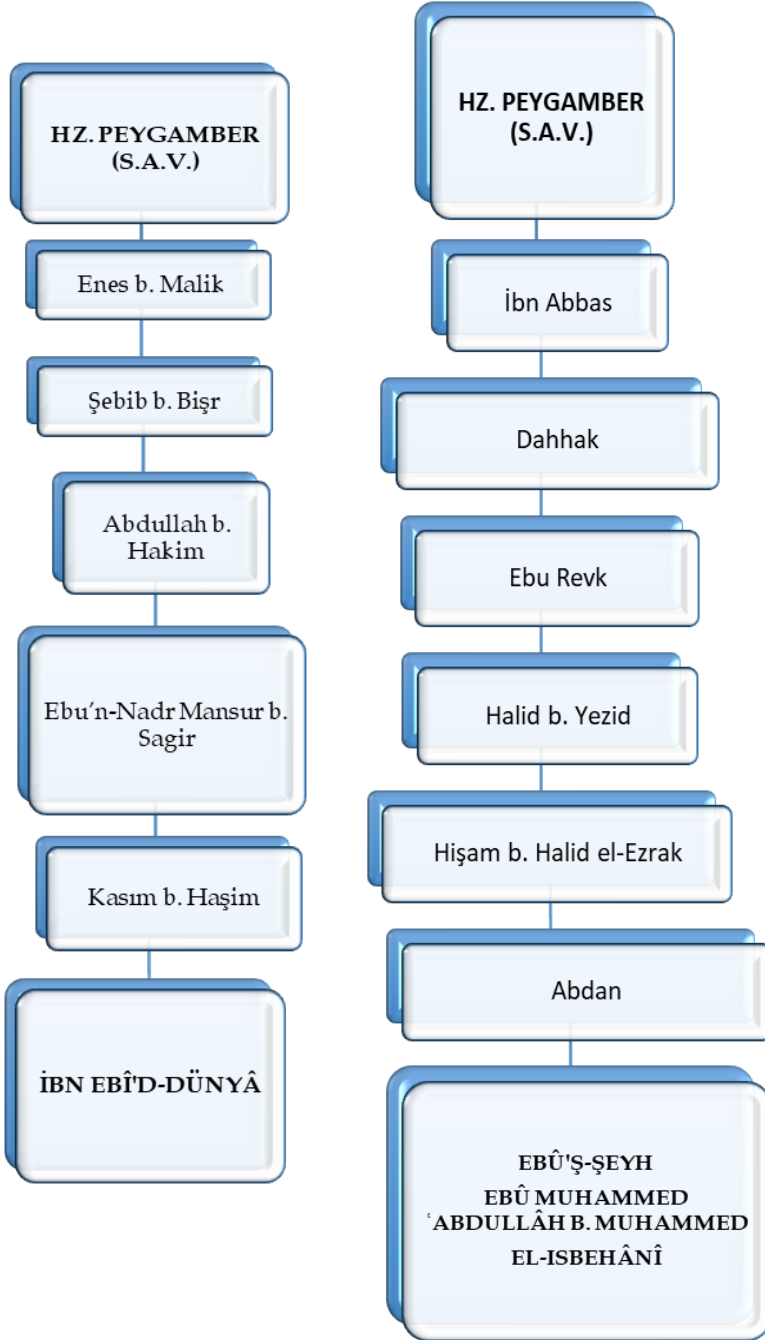 HZ. PEYGAMBER
(S.A.V.)
Enes b. Malik
Şebib b. Bişr
Abdullah b.
Hakim
Ebu’n-Nadr Mansur b.
Sagir
Kasım b. Haşim
İBN EBÎ'D-DÜNYÂ
HZ. PEYGAMBER
(S.A.V.)
İbn Abbas
Dahhak
Ebu Revk
Halid b. Yezid
Hişam b. Halid el-Ezrak
Abdan
EBÛ'Ş-ŞEYH
EBÛ MUHAMMED
ʿABDULLÂH B. MUHAMMED
EL-ISBEHÂNÎ